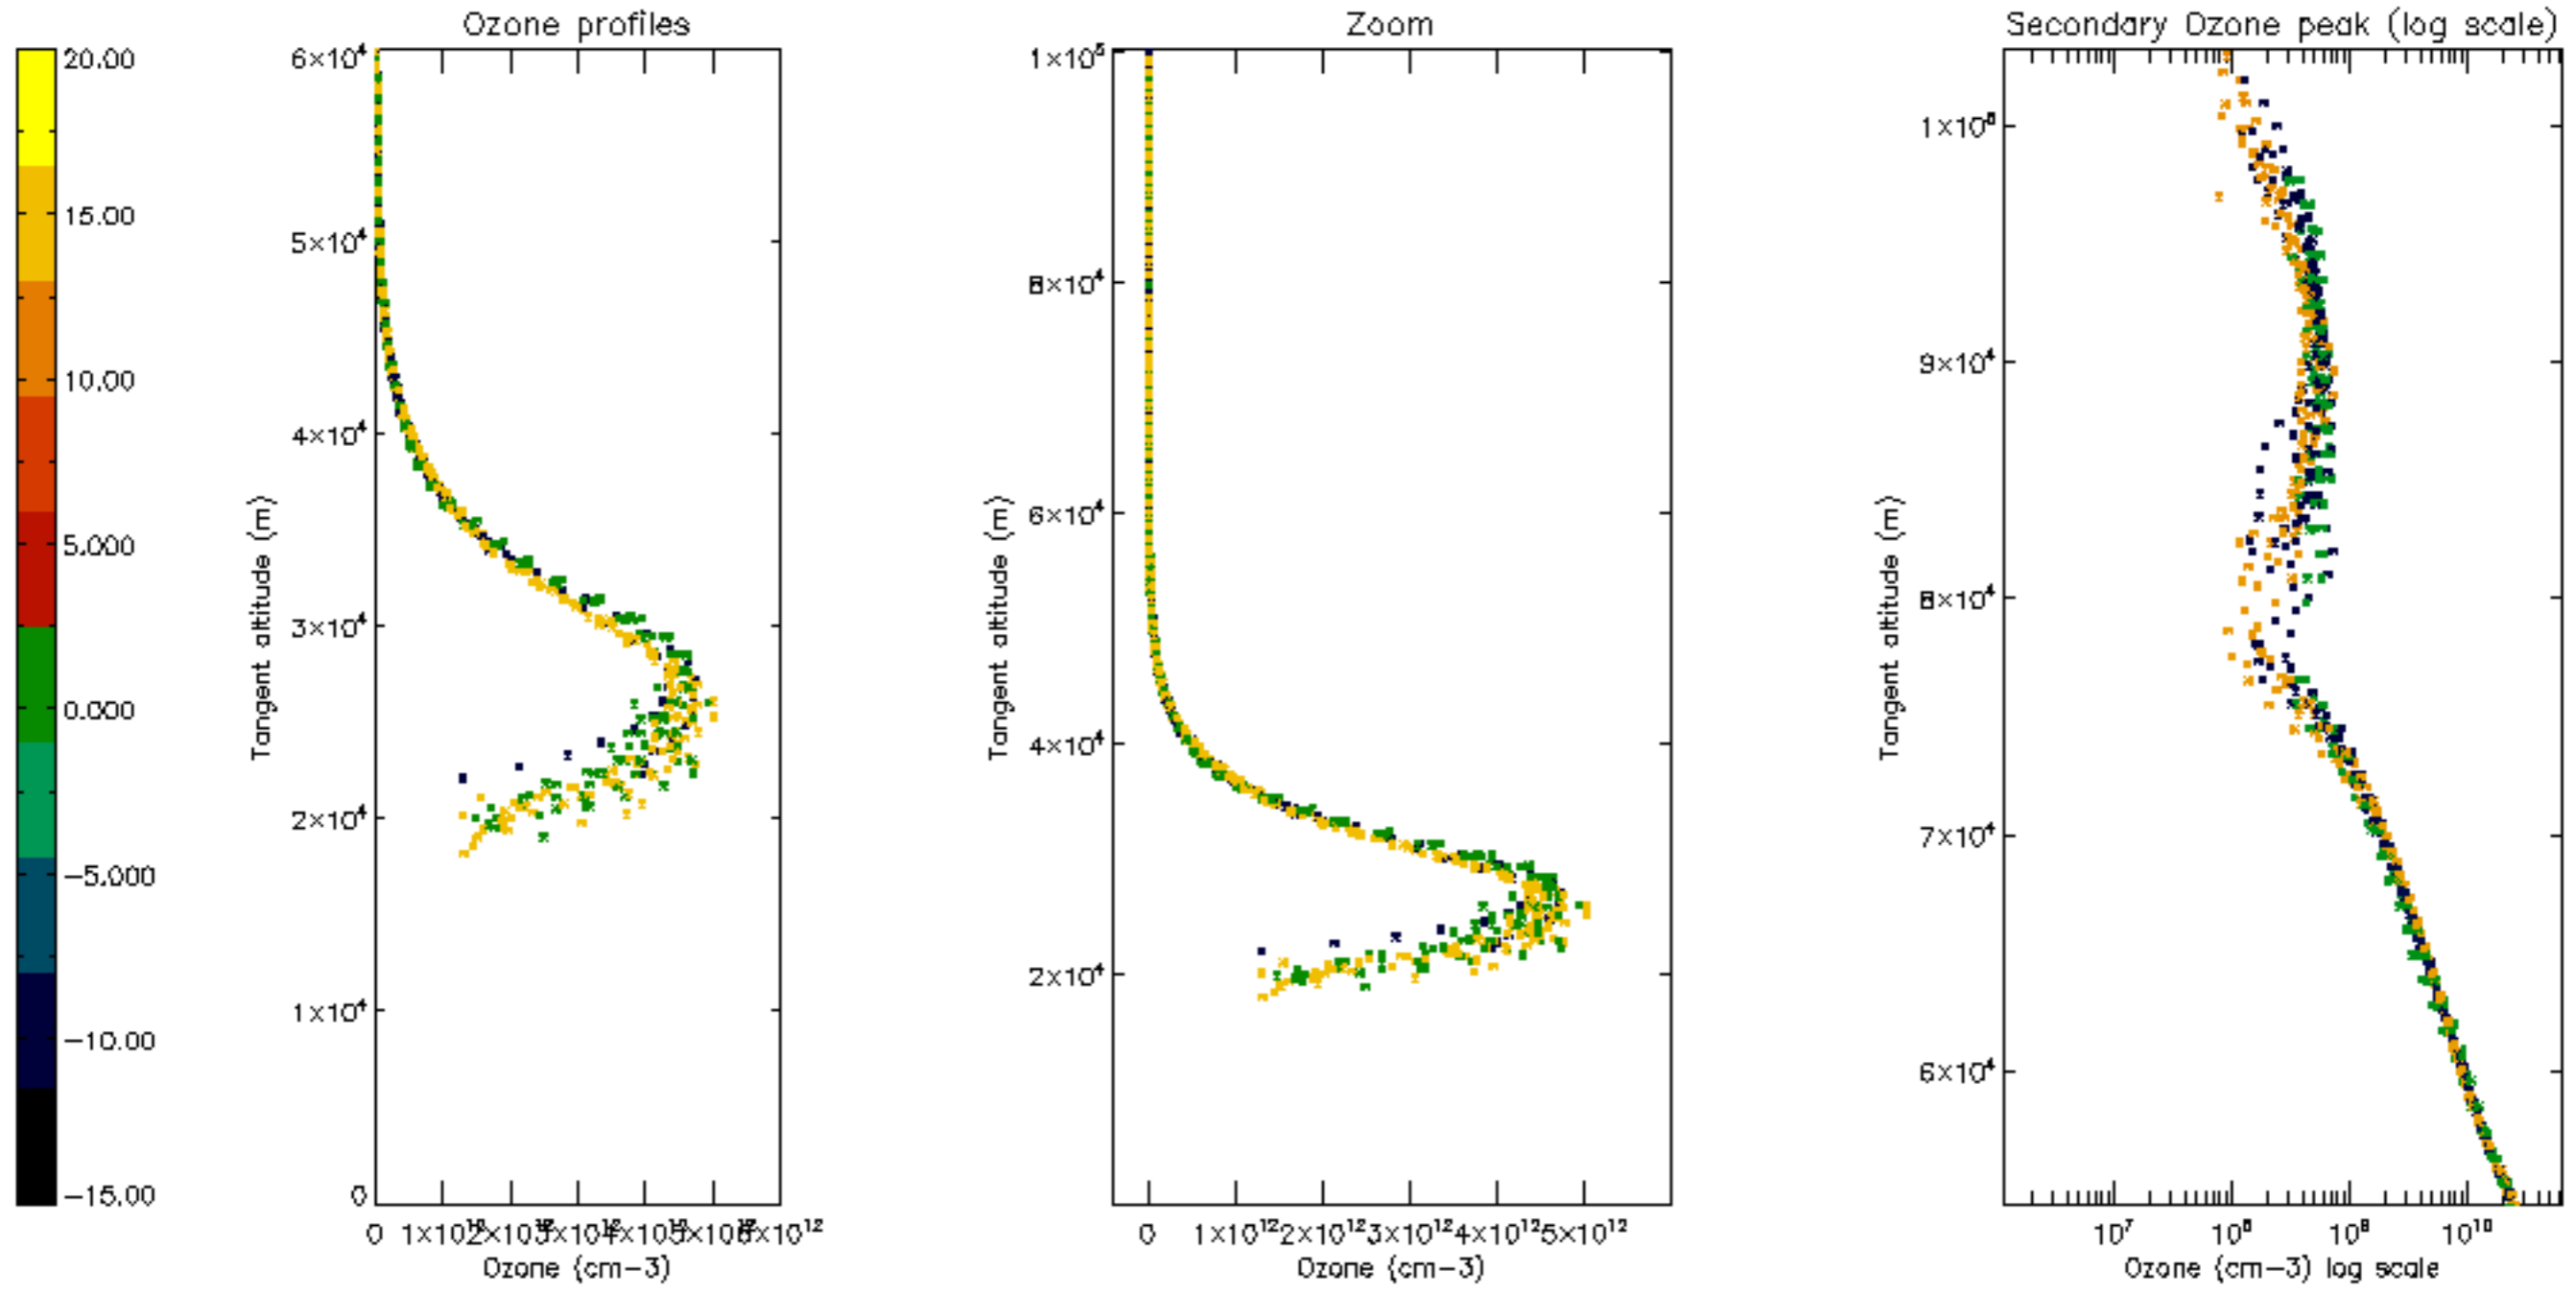 Ozone profiles
Zoom
Secondary Ozone peak (log scale)
20.00
15.00
10.00
5.000
0.000
−5.000
−10.00
−15.00
6×10⁴
5×10⁴
4×10⁴
3×10⁴
2×10⁴
1×10⁴
0
Tangent altitude (m)
0
6×10¹²
Ozone (cm−3)
1×10⁵
8×10⁴
6×10⁴
4×10⁴
2×10⁴
Tangent altitude (m)
0 1×10¹² 2×10¹² 3×10¹² 4×10¹² 5×10¹²
Ozone (cm−3)
1×10⁵
9×10⁴
8×10⁴
7×10⁴
6×10⁴
Tangent altitude (m)
10⁷ 10⁸ 10⁹ 10¹⁰
Ozone (cm−3) log scale